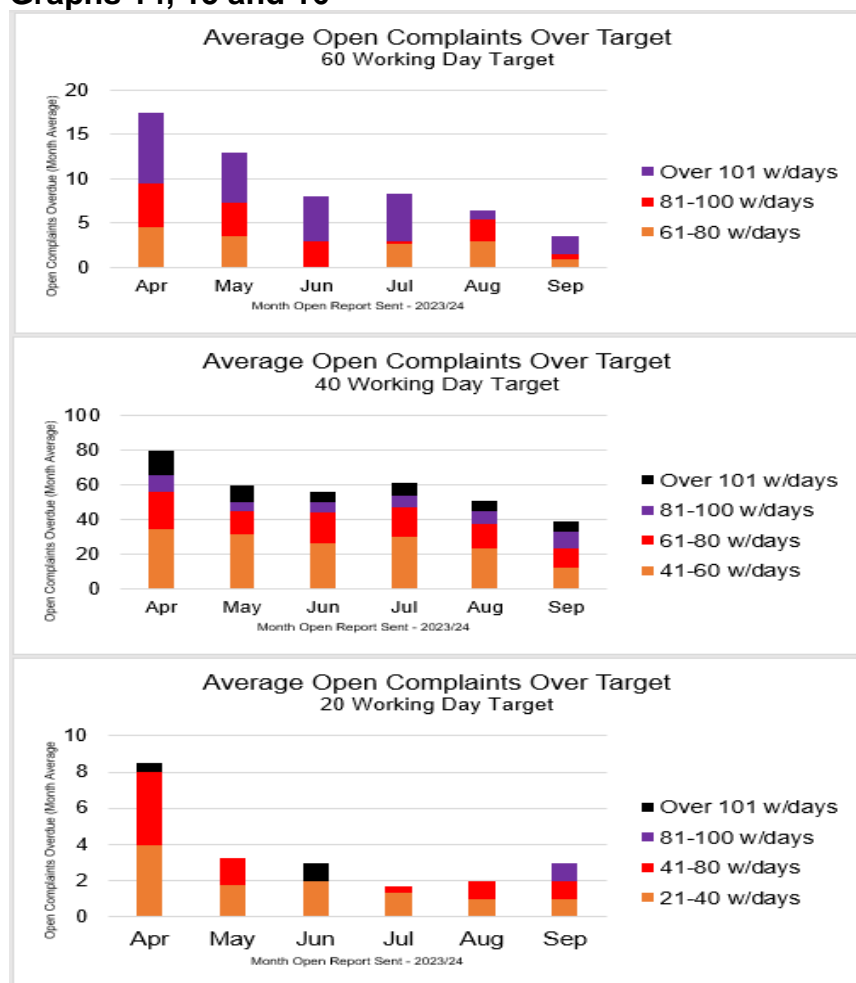 Average Open Complaints Over Target
60 Working Day Target
Open Complaints Overdue (Month Average)
20
15
10
5
0
Apr May Jun Jul Aug Sep
Month Open Report Sent - 2023/24
Over 101 w/days
81-100 w/days
61-80 w/days
Average Open Complaints Over Target
40 Working Day Target
Open Complaints Overdue (Month Average)
100
80
60
40
20
0
Apr May Jun Jul Aug Sep
Month Open Report Sent - 2023/24
Over 101 w/days
81-100 w/days
61-80 w/days
41-60 w/days
Average Open Complaints Over Target
20 Working Day Target
Open Complaints Overdue (Month Average
10
8
6
4
2
0
Apr May Jun Jul Aug Sep
Month Open Report Sent - 2023/24
Over 101 w/days
81-100 w/days
41-80 w/days
21-40 w/days